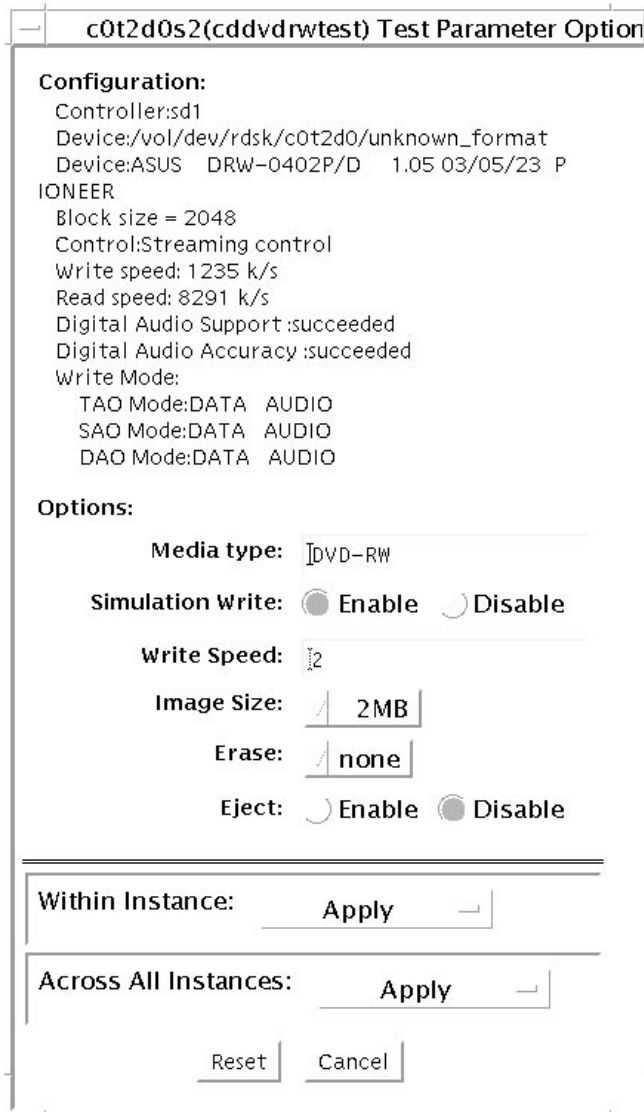 c0t2d0s2(cddvdrwtest) Test Parameter Option
Configuration:
Controller:sd1
Device:/vol/dev/rdsk/c0t2d0/unknown_format
Device:ASUS DRW-0402P/D 1.05 03/05/23 P
IONEER
Block size = 2048
Control:Streaming control
Write speed: 1235 k/s
Read speed: 8291 k/s
Digital Audio Support :succeeded
Digital Audio Accuracy :succeeded
Write Mode:
TAO Mode:DATA AUDIO
SAO Mode:DATA AUDIO
DAO Mode:DATA AUDIO
Options:
Media type: DVD-RW
Simulation Write: Enable Disable
Write Speed: 2
Image Size: 2MB
Erase: none
Eject: Enable Disable
Within Instance: Apply
Across All Instances: Apply
Reset Cancel